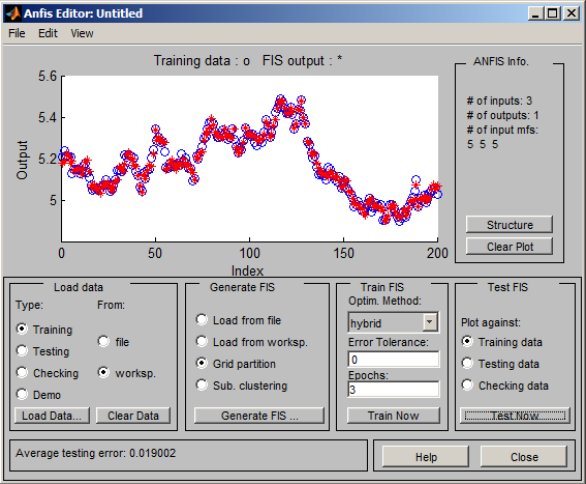 Anfis Editor: Untitled
File Edit View
Training data : o FIS output : *
5.6
5.4
5.2
5
Output
0 50 100 150 200
Index
ANFIS Info.
# of inputs: 3
# of outputs: 1
# of input mfs:
5 5 5
Structure
Clear Plot
Load data
Type: From:
Training
Testing
Checking
Demo
file
worksp.
Load Data... Clear Data
Generate FIS
Load from file
Load from worksp.
Grid partition
Sub. clustering
Generate FIS ...
Train FIS
Optim. Method:
hybrid
Error Tolerance:
0
Epochs:
3
Train Now
Test FIS
Plot against:
Training data
Testing data
Checking data
Test Now
Average testing error: 0.019002
Help Close